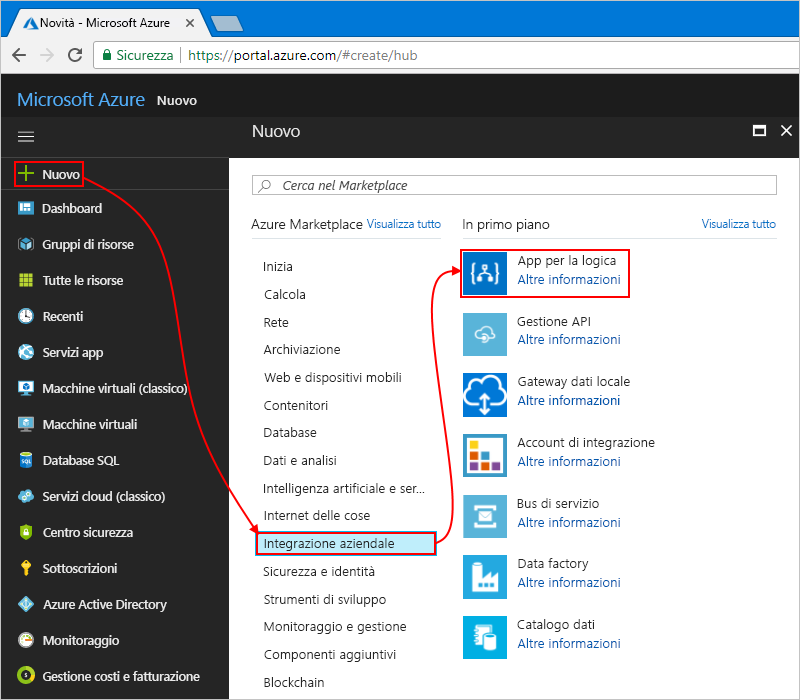 Novità - Microsoft Azure
Sicurezza https://portal.azure.com/#create/hub
Microsoft Azure Nuovo
Nuovo
Nuovo
Dashboard
Gruppi di risorse
Tutte le risorse
Recenti
Servizi app
Macchine virtuali (classico)
Macchine virtuali
Database SQL
Servizi cloud (classico)
Centro sicurezza
Sottoscrizioni
Azure Active Directory
Monitoraggio
Gestione costi e fatturazione
Cerca nel Marketplace
Azure Marketplace Visualizza tutto
Inizia
Calcola
Rete
Archiviazione
Web e dispositivi mobili
Contenitori
Database
Dati e analisi
Intelligenza artificiale e ser...
Internet delle cose
Integrazione aziendale
Sicurezza e identità
Strumenti di sviluppo
Monitoraggio e gestione
Componenti aggiuntivi
Blockchain
In primo piano Visualizza tutto
App per la logica
Altre informazioni
Gestione API
Altre informazioni
Gateway dati locale
Altre informazioni
Account di integrazione
Altre informazioni
Bus di servizio
Altre informazioni
Data factory
Altre informazioni
Catalogo dati
Altre informazioni